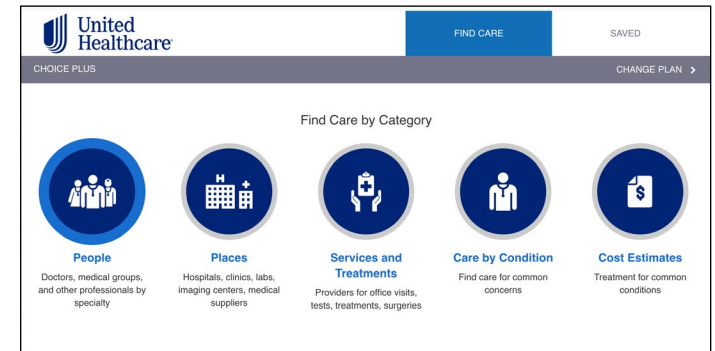 United
Healthcare®
FIND CARE
SAVED
CHOICE PLUS
CHANGE PLAN >
Find Care by Category
People
Doctors, medical groups,
and other professionals by
specialty
H
Places
Hospitals, clinics, labs,
imaging centers, medical
suppliers
Services and
Treatments
Providers for office visits,
tests, treatments, surgeries
Care by Condition
Find care for common
concerns
$
Cost Estimates
Treatment for common
conditions